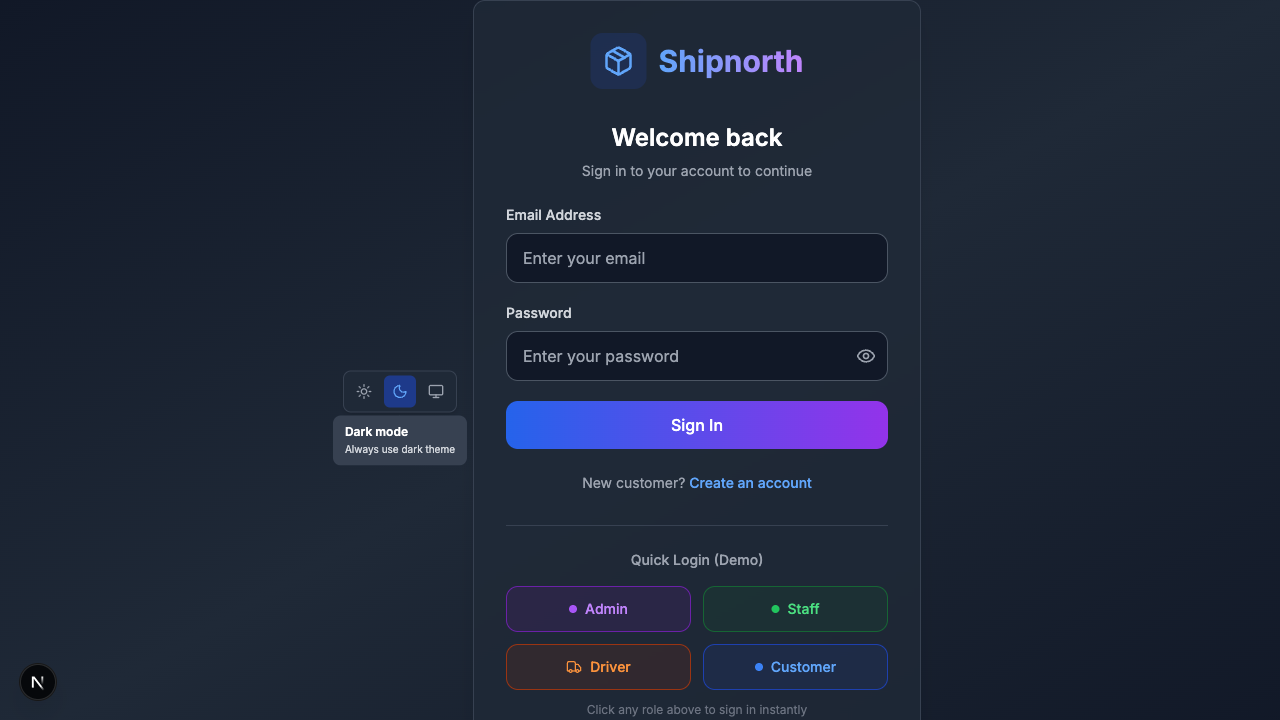 Shipnorth
Welcome back
Sign in to your account to continue
Email Address
Enter your email
Password
Enter your password
Dark mode
Always use dark theme
Sign In
New customer? Create an account
Quick Login (Demo)
Admin
Staff
Driver
Customer
Click any role above to sign in instantly
N